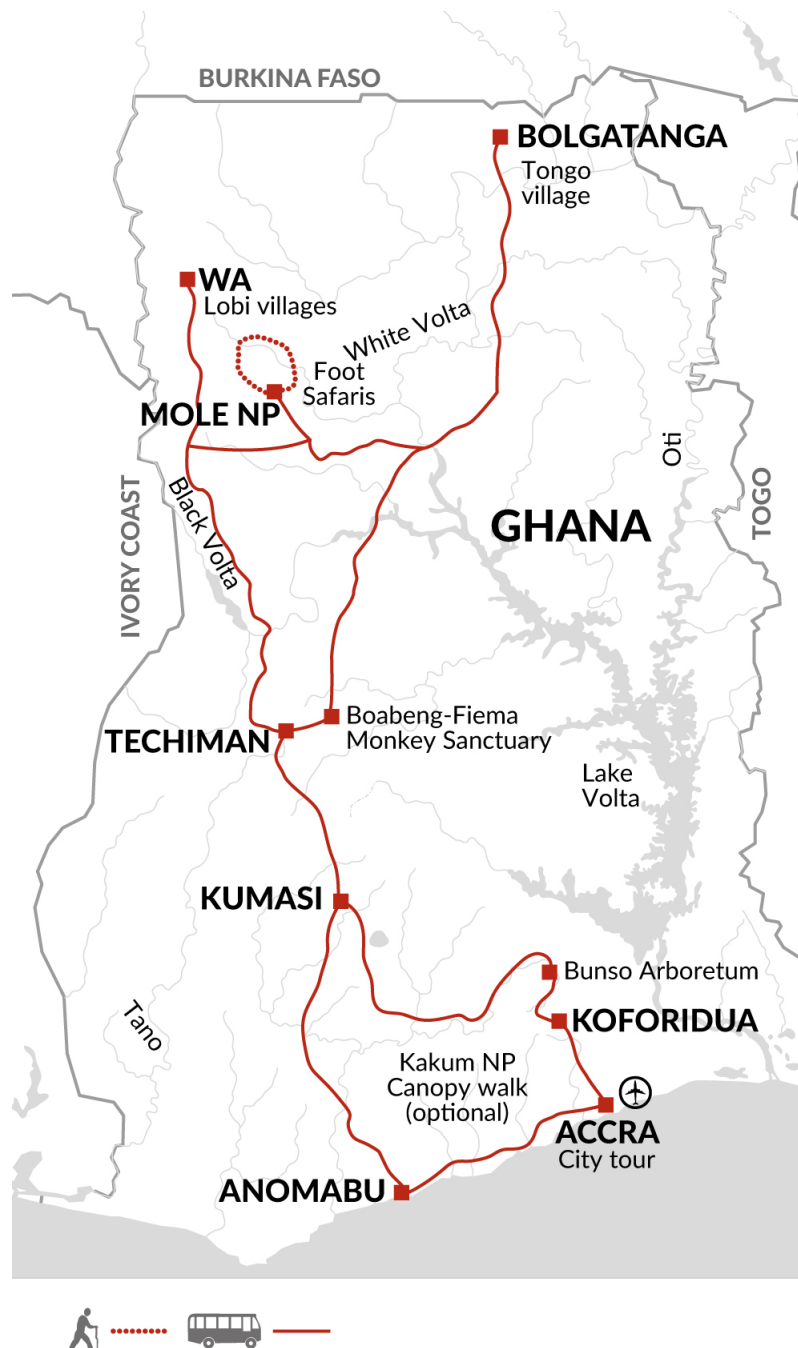 BURKINA FASO
BOLGATANGA
Tongo
village
WA
Lobi villages
White Volta
Foot
Safaris
MOLE NP
Oti
IVORY COAST
Black Volta
TOGO
GHANA
Boabeng-Fiema
Monkey Sanctuary
TECHIMAN
Lake
Volta
KUMASI
Bunso Arboretum
Tano
KOFORIDUA
Kakum NP
Canopy walk
(optional)
ACCRA
City tour
ANOMABU